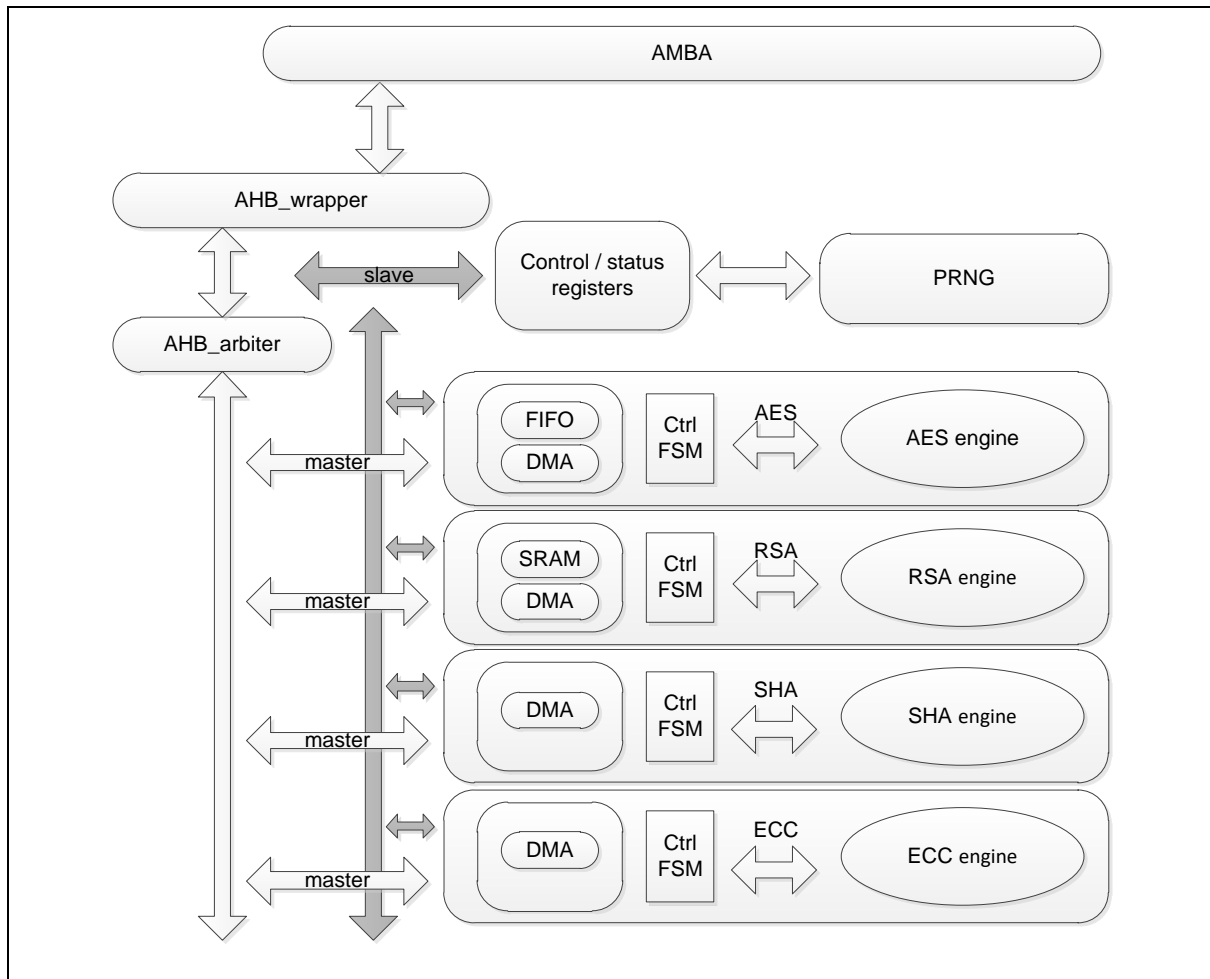 AMBA
AHB_wrapper
slave
Control / status
registers
PRNG
AHB_arbiter
FIFO
DMA
Ctrl
FSM
AES
AES engine
master
SRAM
DMA
Ctrl
FSM
RSA
RSA engine
master
DMA
Ctrl
FSM
SHA
SHA engine
master
DMA
Ctrl
FSM
ECC
ECC engine
master